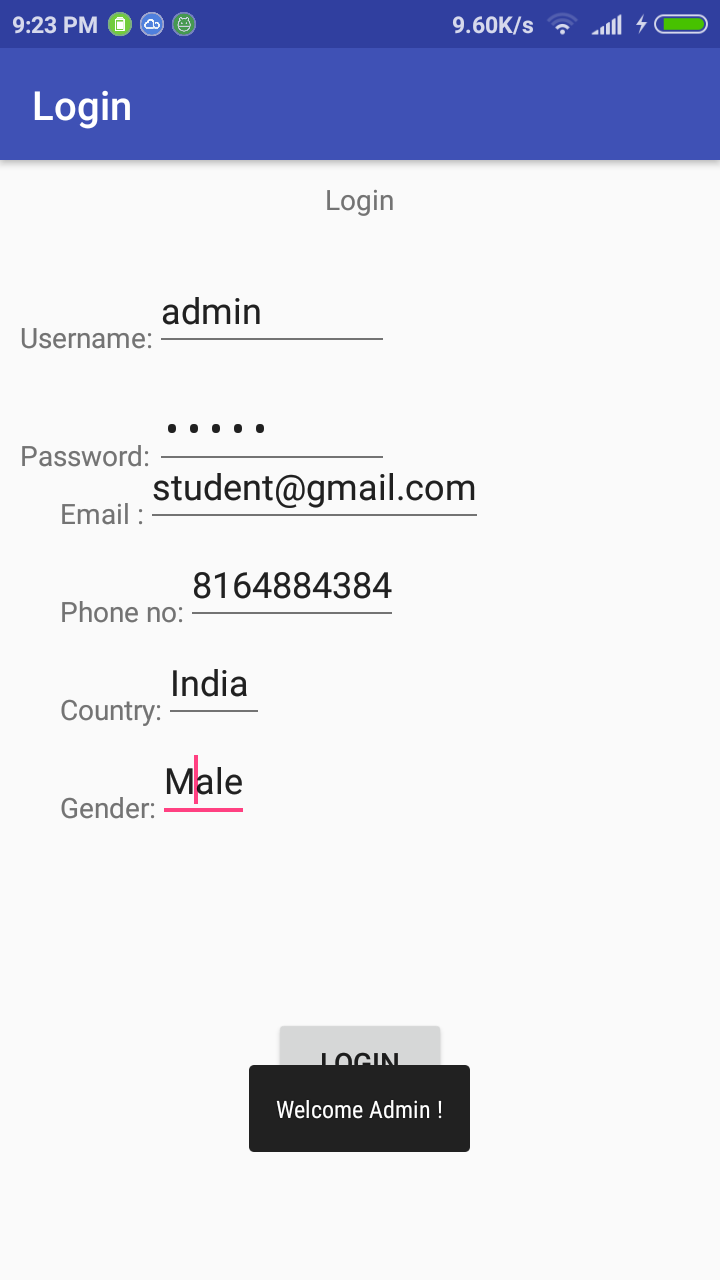 9:23 PM 9.60K/s
Login
Login
Username: admin
Password: •••••
Email : student@gmail.com
Phone no: 8164884384
Country: India
Gender: Male
LOGIN
Welcome Admin !